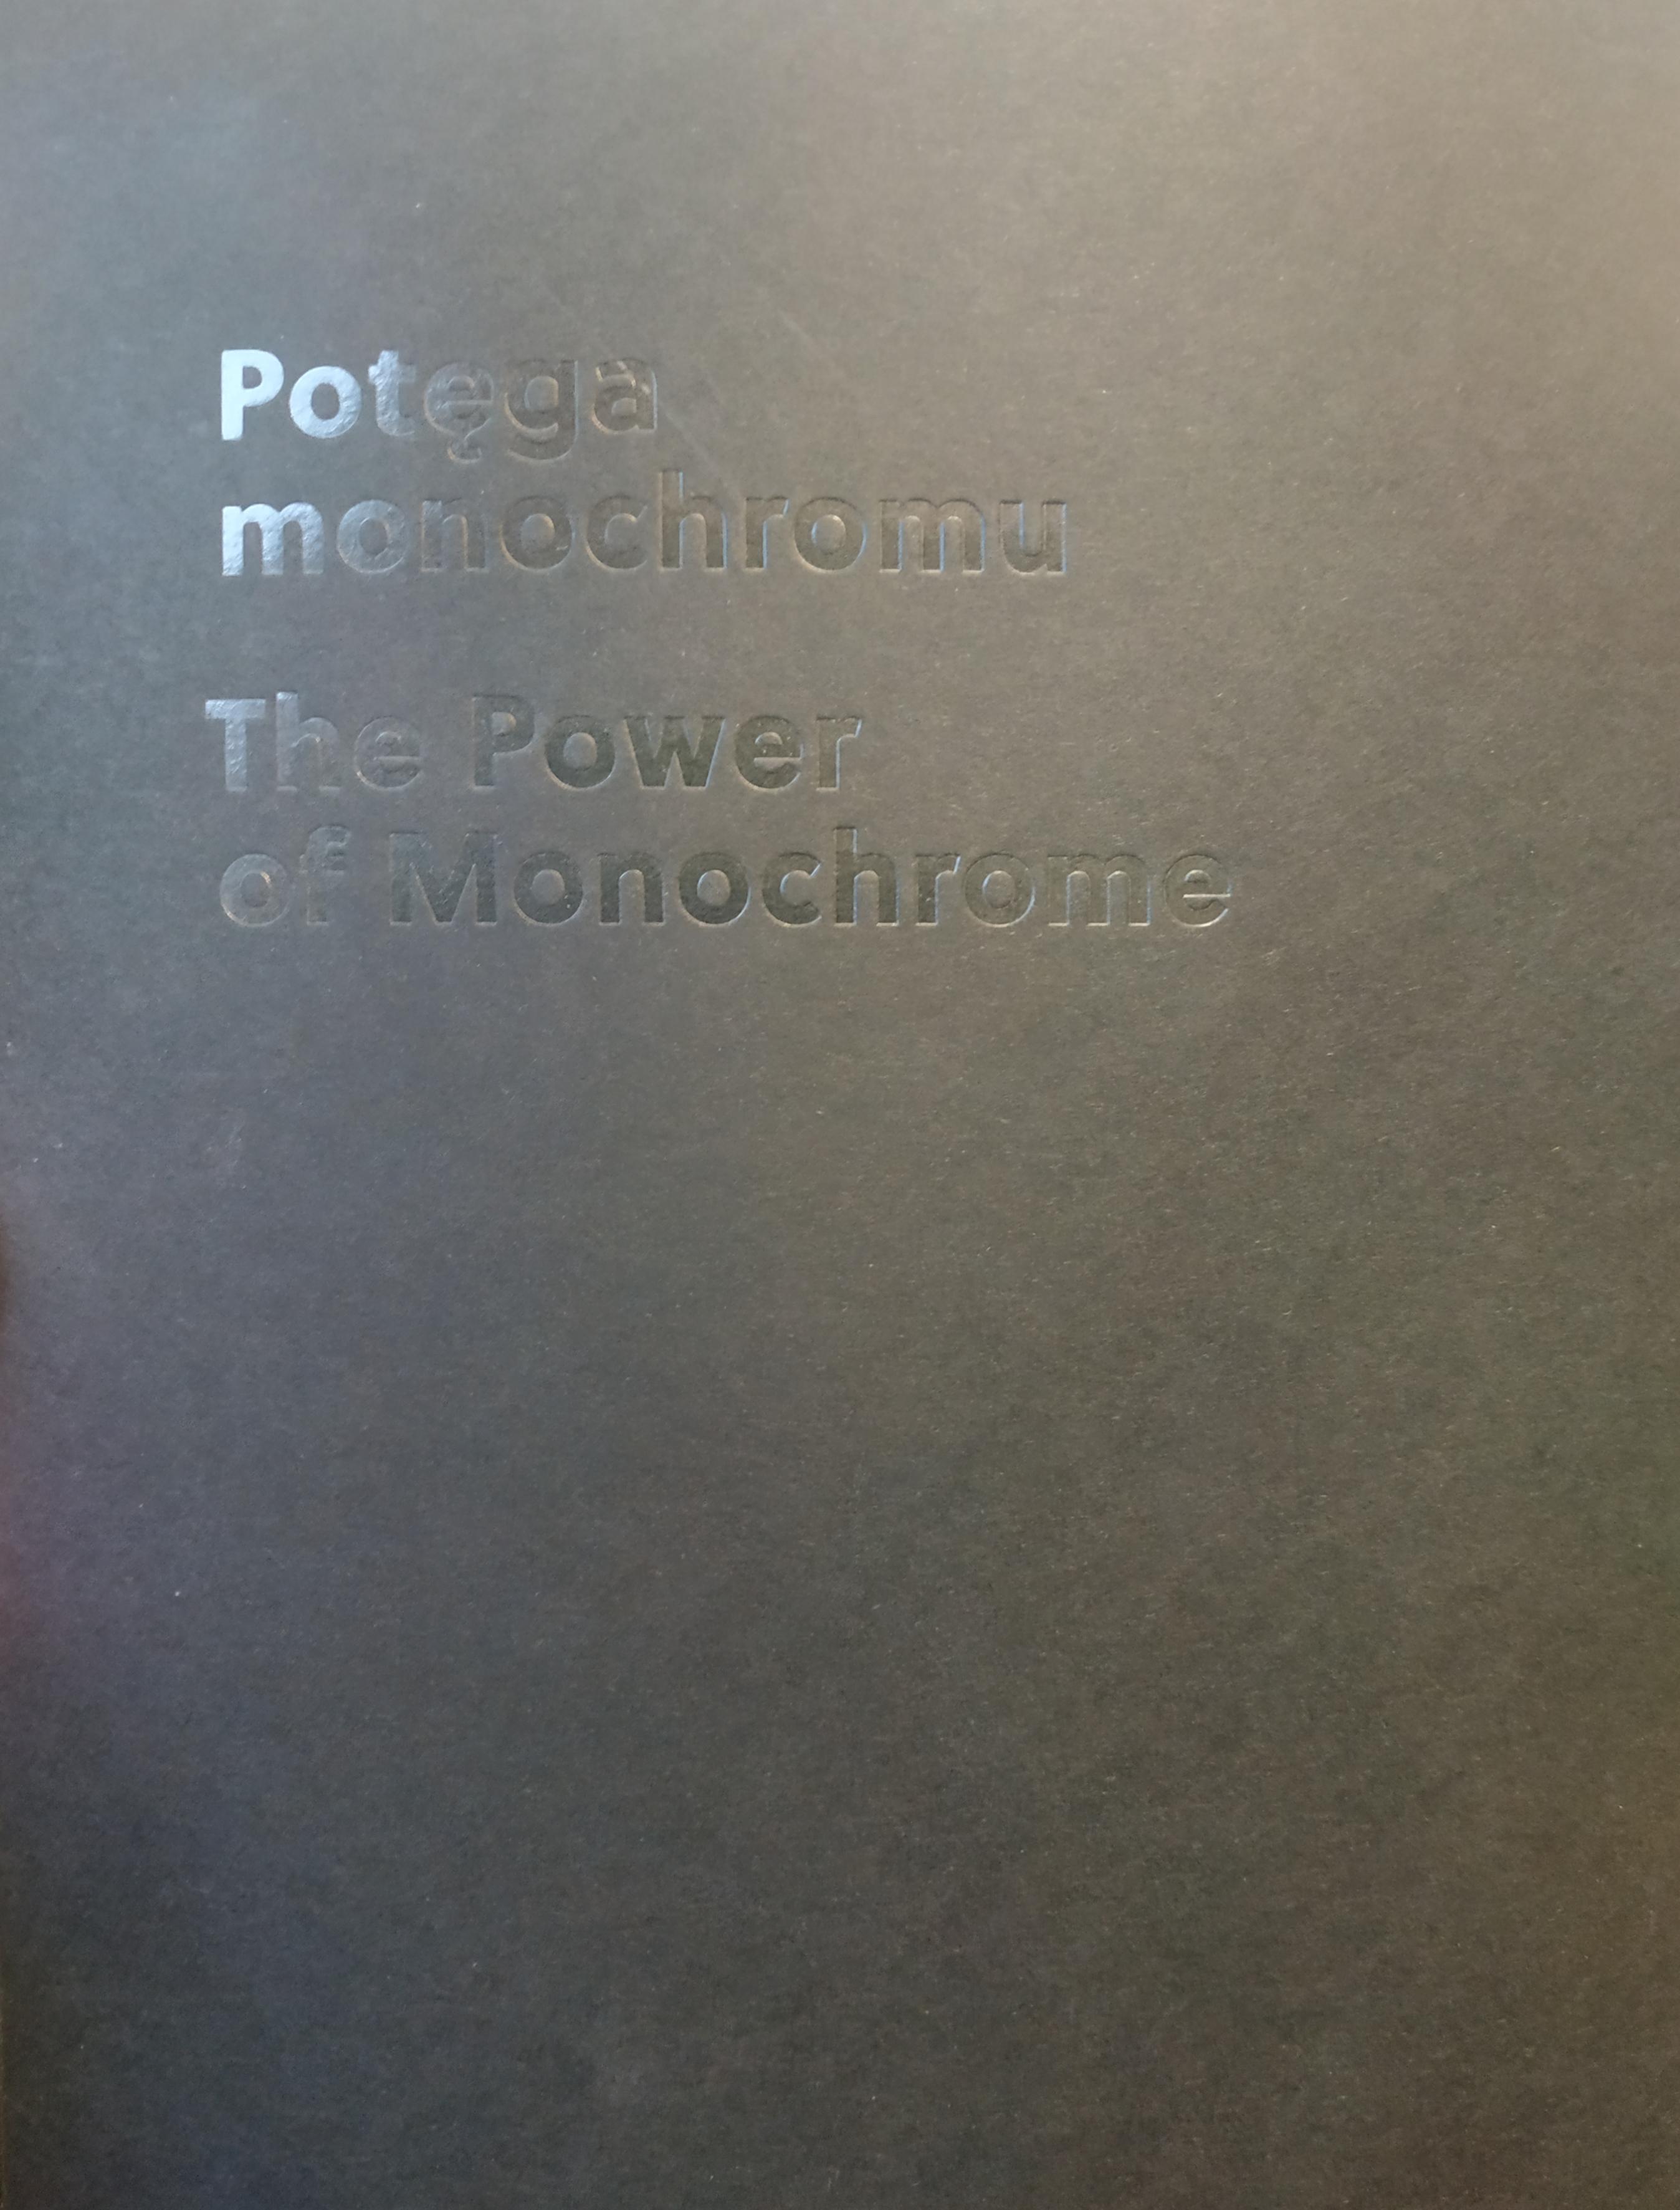 Potęga
monochromu
The Power
of Monochrome